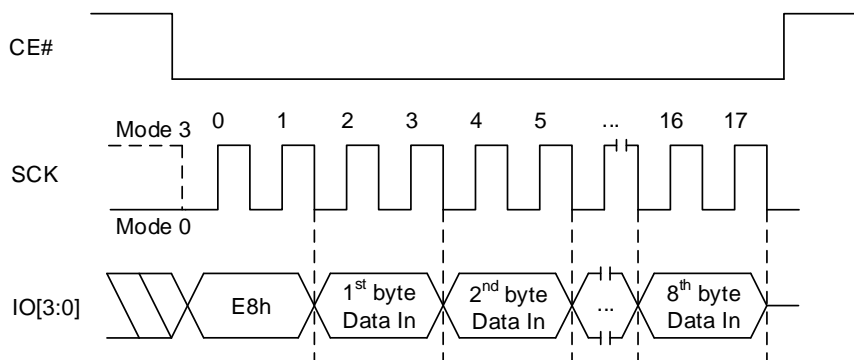 CE#
Mode 3
0 1 2 3 4 5 ... 16 17
SCK
Mode 0
IO[3:0]
E8h
1st byte
Data In
2nd byte
Data In
...
8th byte
Data In